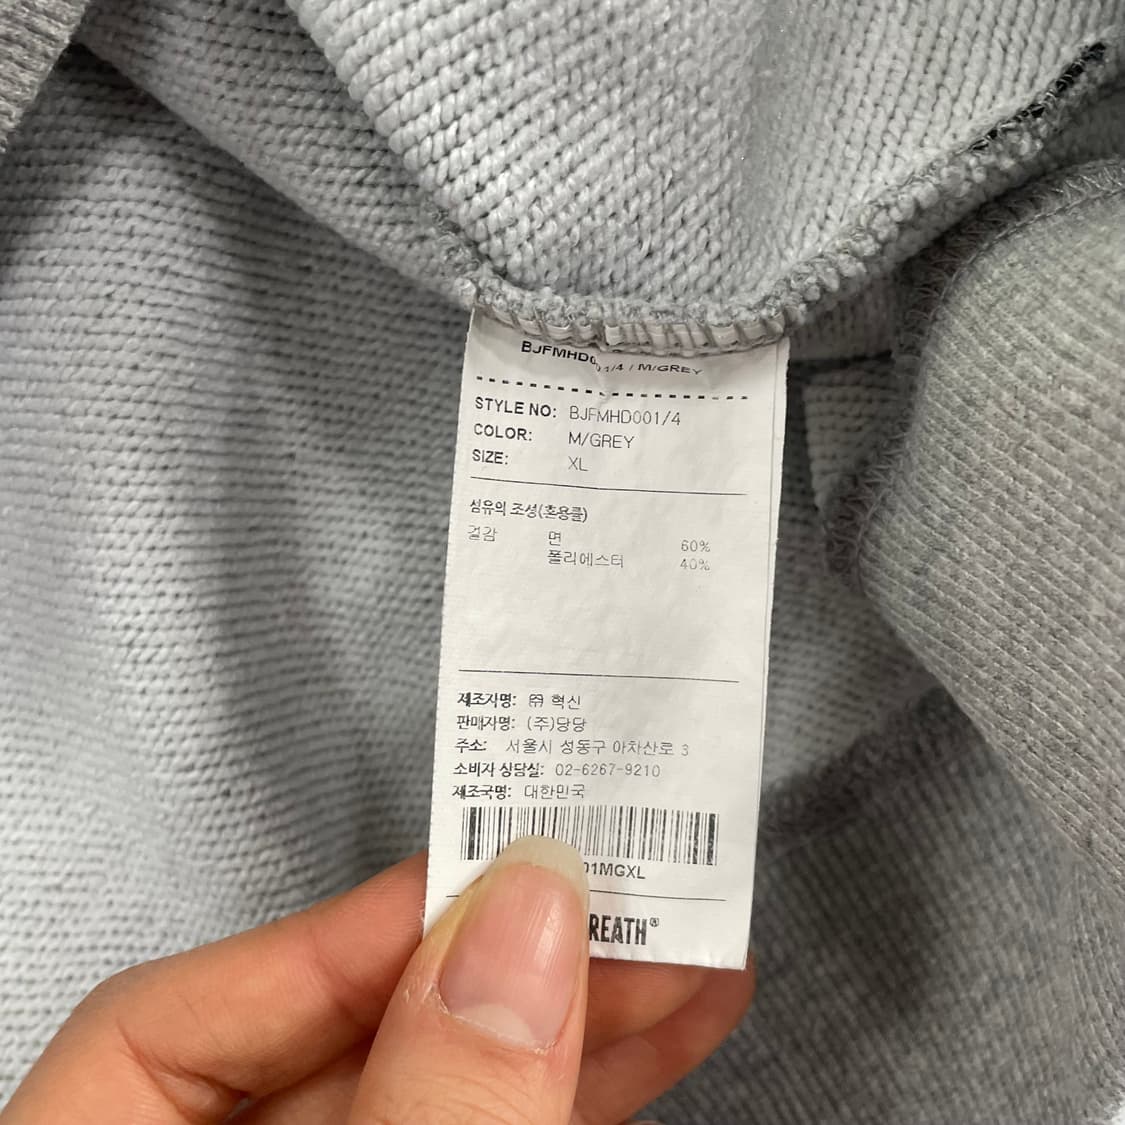 BJFMHD0 01/4 / M/GREY
STYLE NO: BJFMHD001/4
COLOR: M/GREY
SIZE: XL
섬유의 조성(혼용률)
겉감 면 60%
폴리에스터 40%
제조자명: ㈜ 혁신
판매자명: (주)당당
주소: 서울시 성동구 아차산로 3
소비자 상담실: 02-6267-9210
제조국명: 대한민국
01MGXL
REATH®